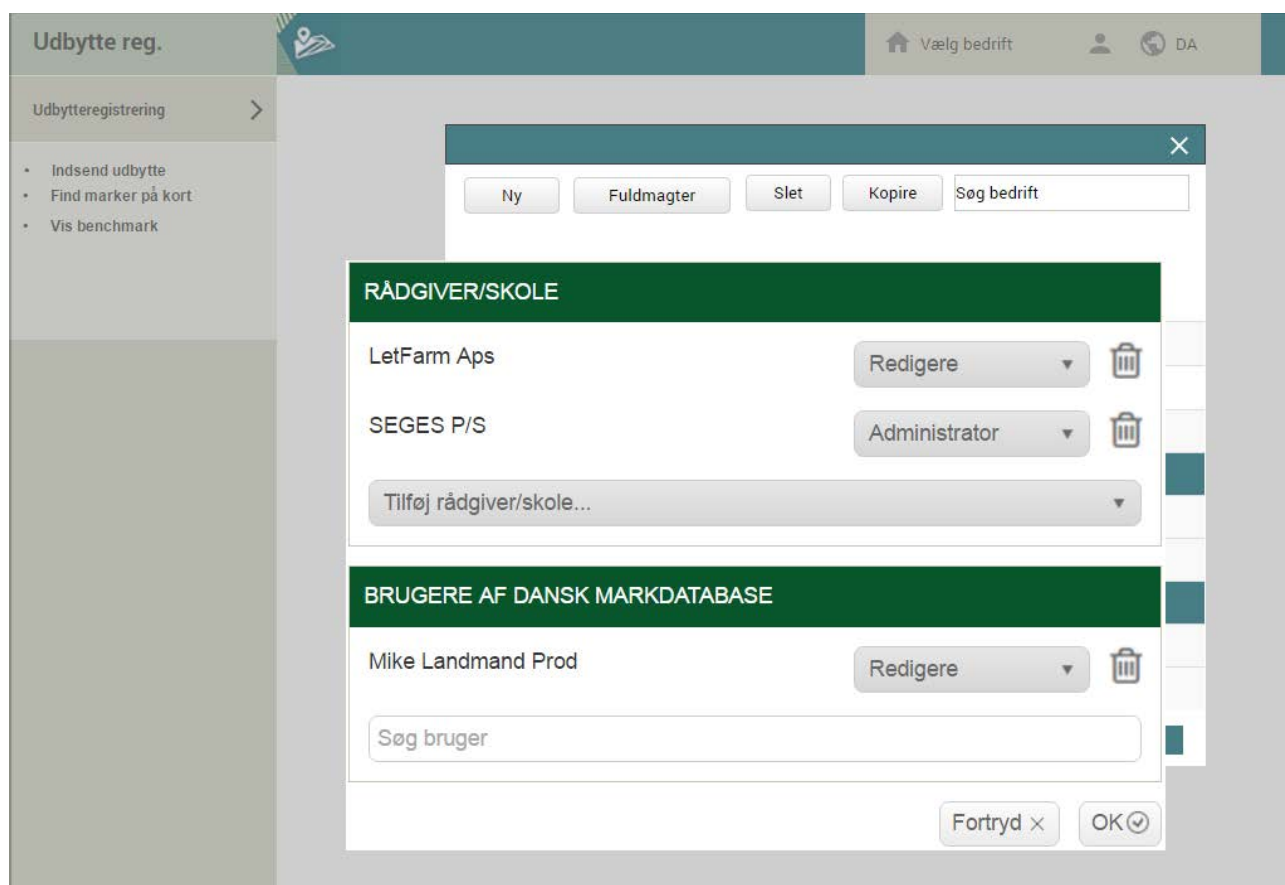 Udbytte reg.
Vælg bedrift
DA
Udbytteregistrering
Indsend udbytte
Find marker på kort
Vis benchmark
Ny
Fuldmagter
Slet
Kopire
Søg bedrift
RÅDGIVER/SKOLE
LetFarm Aps
Redigere
SEGES P/S
Administrator
Tilføj rådgiver/skole...
BRUGERE AF DANSK MARKDATABASE
Mike Landmand Prod
Redigere
Søg bruger
Fortryd
OK